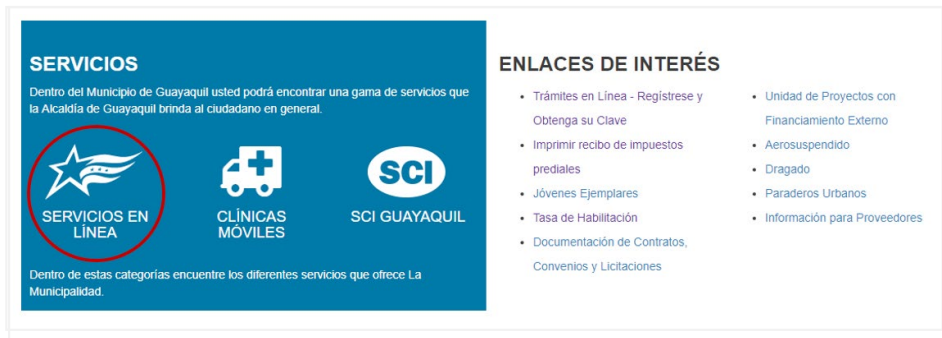 SERVICIOS
Dentro del Municipio de Guayaquil usted podrá encontrar una gama de servicios que
la Alcaldía de Guayaquil brinda al ciudadano en general.
SERVICIOS EN
LÍNEA
CLÍNICAS
MÓVILES
SCI
SCI GUAYAQUIL
Dentro de estas categorías encuentre los diferentes servicios que ofrece La
Municipalidad.
ENLACES DE INTERÉS
Trámites en Línea - Regístrese y
Obtenga su Clave
Imprimir recibo de impuestos
prediales
Jóvenes Ejemplares
Tasa de Habilitación
Documentación de Contratos,
Convenios y Licitaciones
Unidad de Proyectos con
Financiamiento Externo
Aerosuspendido
Dragado
Paraderos Urbanos
Información para Proveedores